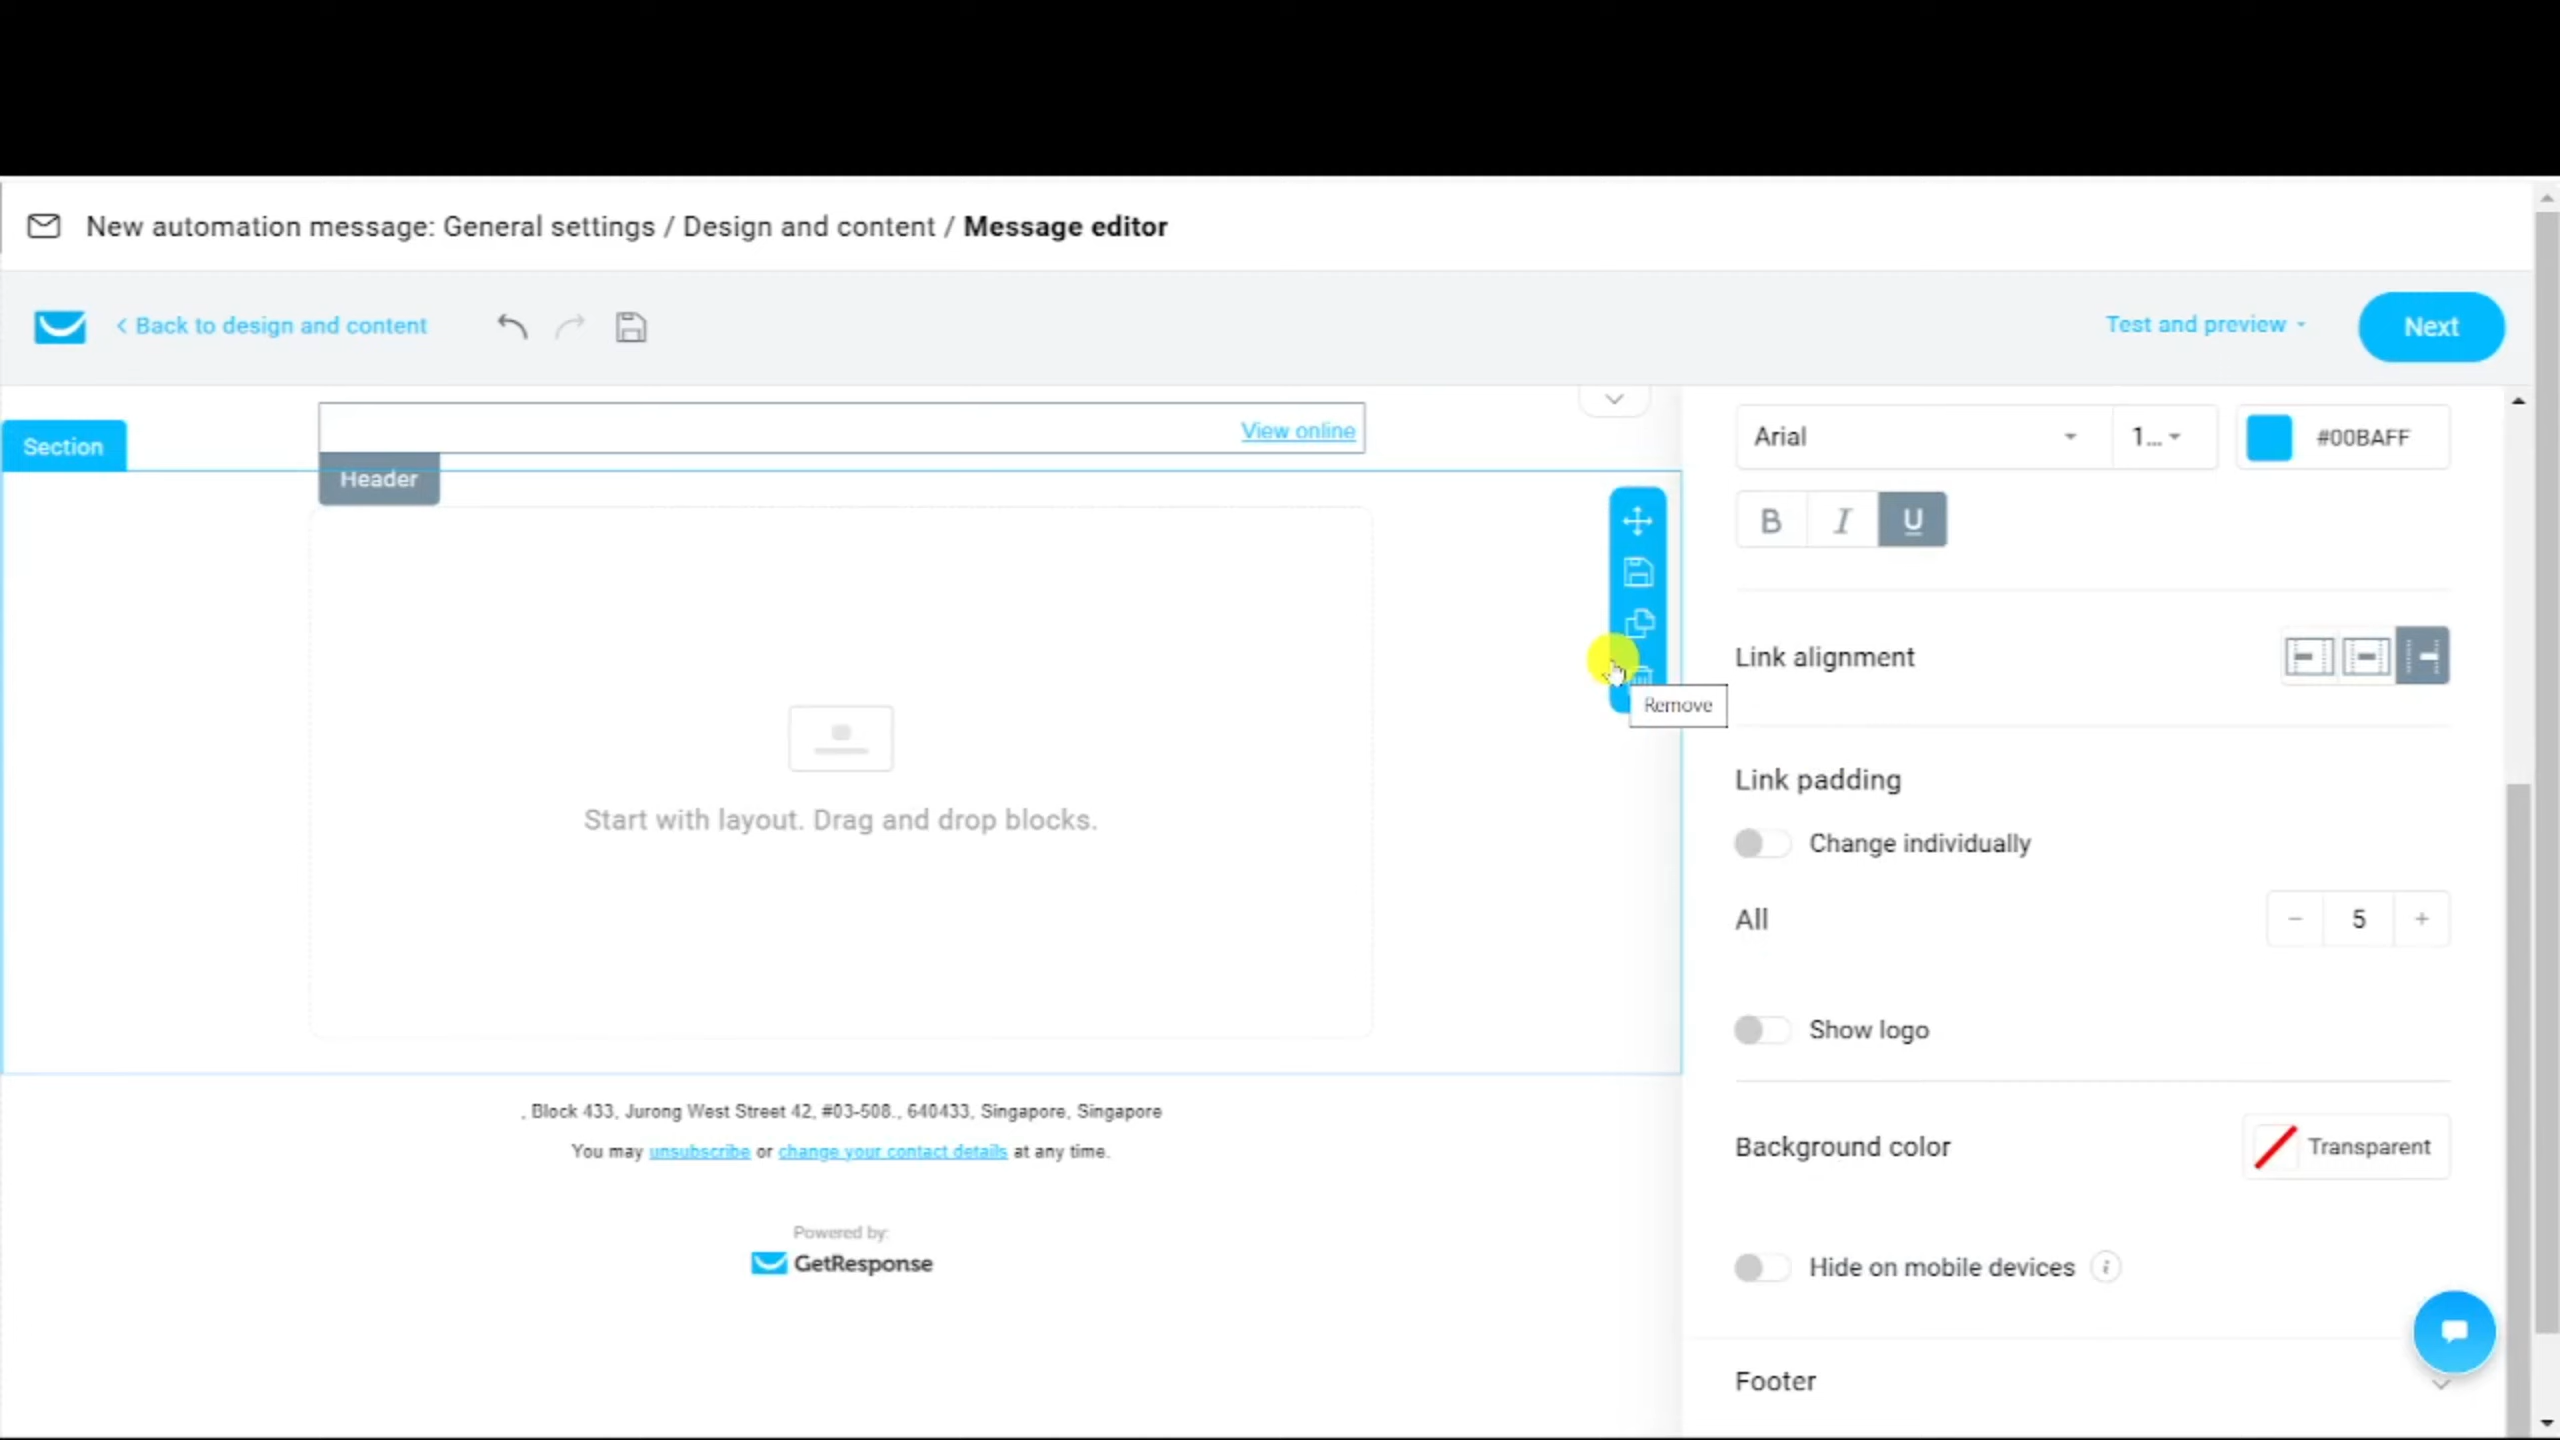 New automation message: General settings / Design and content / Message editor
< Back to design and content
Test and preview
Next
View online
Section
Header
Start with layout. Drag and drop blocks.
Remove
, Block 433, Jurong West Street 42, #03-508., 640433, Singapore, Singapore
You may unsubscribe or change your contact details at any time.
Powered by:
GetResponse
Arial
1...
#00BAFF
B I U
Link alignment
Link padding
Change individually
All
− 5 +
Show logo
Background color
Transparent
Hide on mobile devices i
Footer